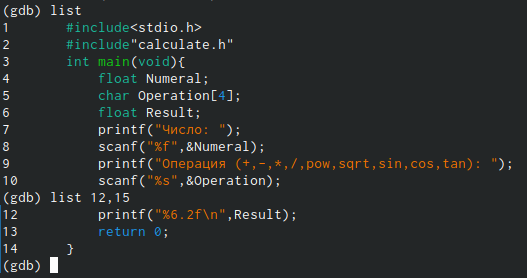 (gdb) list
1 #include<stdio.h>
2 #include"calculate.h"
3 int main(void){
4 float Numeral;
5 char Operation[4];
6 float Result;
7 printf("Число: ");
8 scanf("%f",&Numeral);
9 printf("Операция (+,-,*,/,pow,sqrt,sin,cos,tan): ");
10 scanf("%s",&Operation);
(gdb) list 12,15
12 printf("%6.2f\n",Result);
13 return 0;
14 }
(gdb)